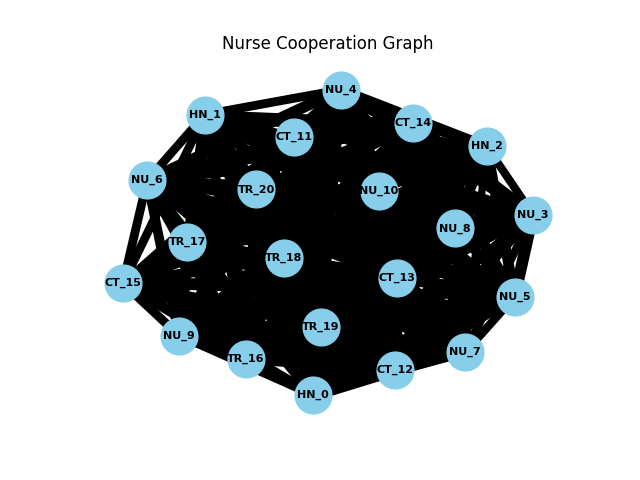 Nurse Cooperation Graph
NU_4
HN_1
CT_14
CT_11
HN_2
NU_6
TR_20
NU_10
NU_3
NU_8
TR_17
TR_18
CT_13
CT_15
NU_5
TR_19
NU_9
NU_7
TR_16
CT_12
HN_0